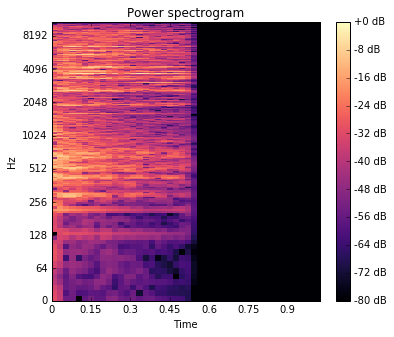 Power spectrogram
Hz
8192
4096
2048
1024
512
256
128
64
0
0 0.15 0.3 0.45 0.6 0.75 0.9
Time
+0 dB
-8 dB
-16 dB
-24 dB
-32 dB
-40 dB
-48 dB
-56 dB
-64 dB
-72 dB
-80 dB